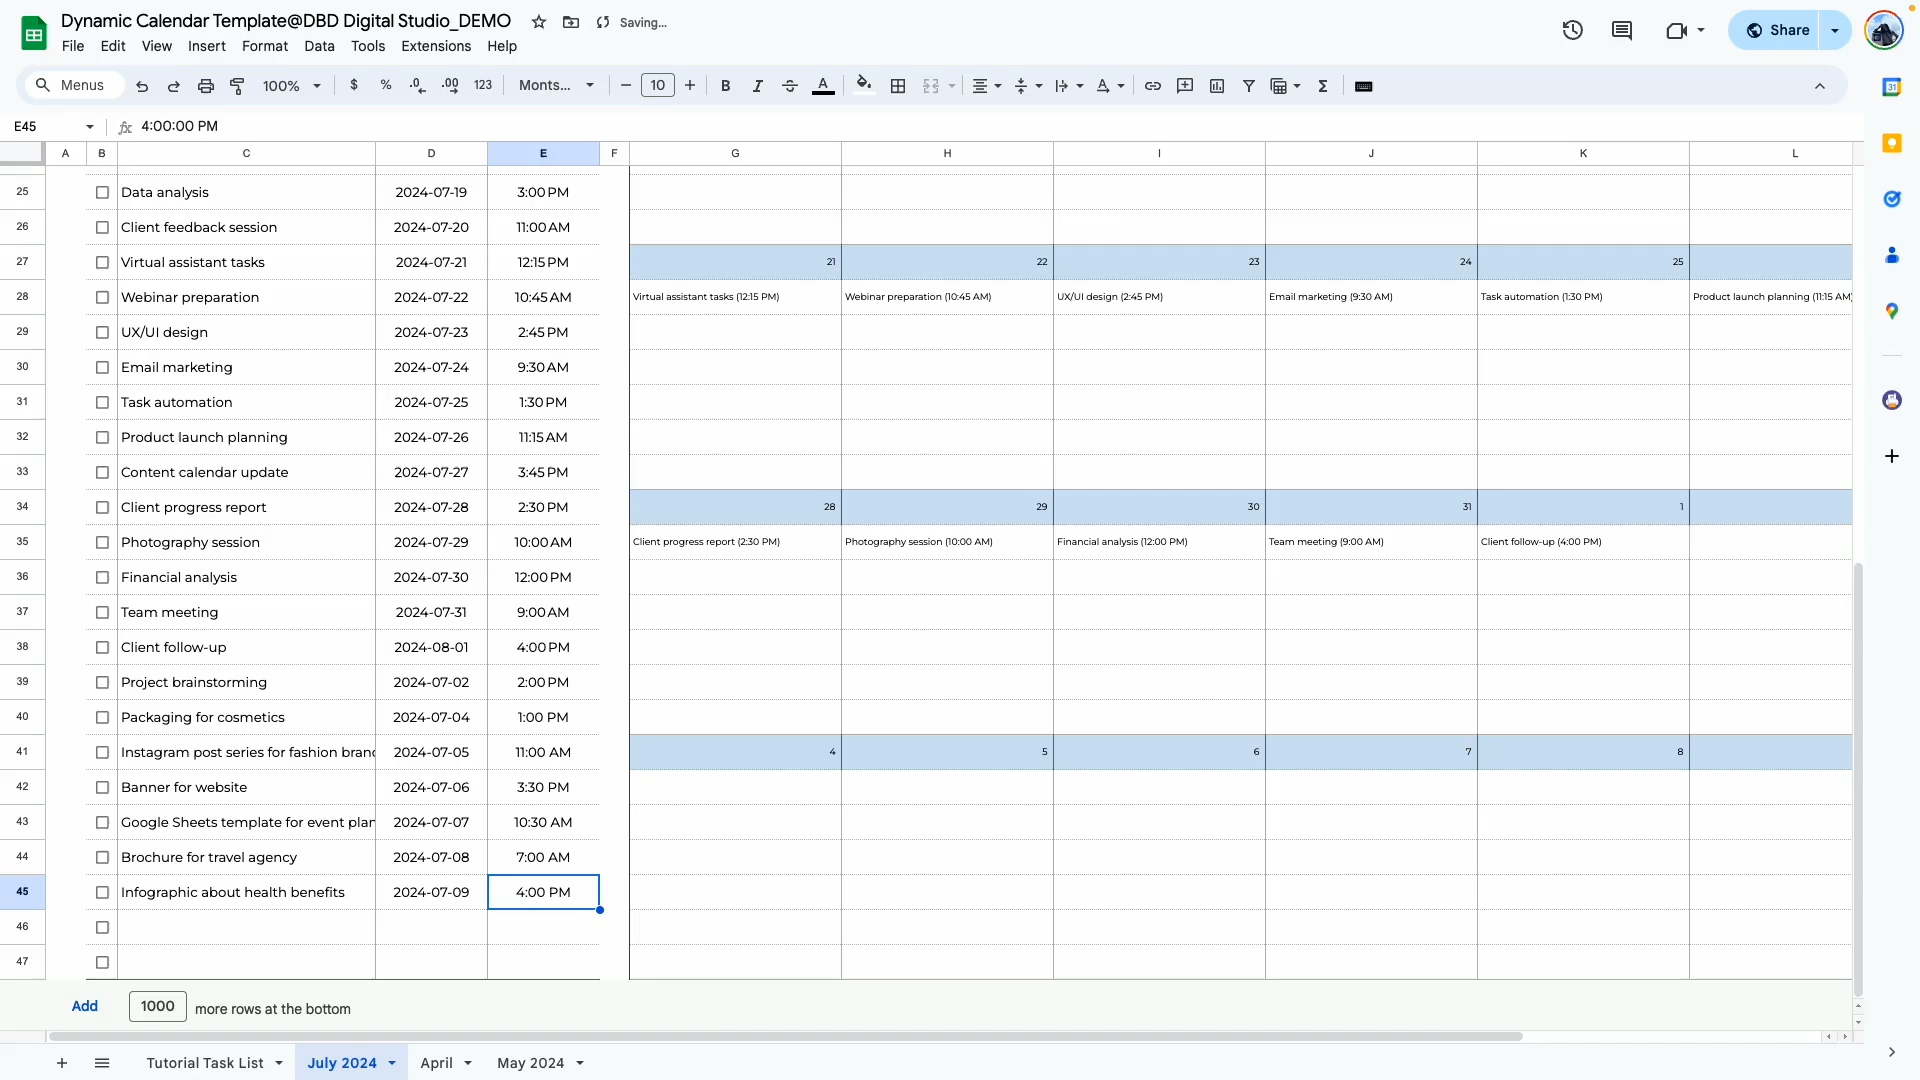 Dynamic Calendar Template@DBD Digital Studio_DEMO Saving...
File Edit View Insert Format Data Tools Extensions Help
Share
Menus 100% $ % .0 .00 123 Monts... 10 B I A Σ
E45 fx 4:00:00 PM
A B C D E F G H I J K L
25 Data analysis 2024-07-19 3:00 PM
26 Client feedback session 2024-07-20 11:00 AM
27 Virtual assistant tasks 2024-07-21 12:15 PM 21 22 23 24 25
28 Webinar preparation 2024-07-22 10:45 AM Virtual assistant tasks (12:15 PM) Webinar preparation (10:45 AM) UX/UI design (2:45 PM) Email marketing (9:30 AM) Task automation (1:30 PM) Product launch planning (11:15 AM)
29 UX/UI design 2024-07-23 2:45 PM
30 Email marketing 2024-07-24 9:30 AM
31 Task automation 2024-07-25 1:30 PM
32 Product launch planning 2024-07-26 11:15 AM
33 Content calendar update 2024-07-27 3:45 PM
34 Client progress report 2024-07-28 2:30 PM 28 29 30 31 1
35 Photography session 2024-07-29 10:00 AM Client progress report (2:30 PM) Photography session (10:00 AM) Financial analysis (12:00 PM) Team meeting (9:00 AM) Client follow-up (4:00 PM)
36 Financial analysis 2024-07-30 12:00 PM
37 Team meeting 2024-07-31 9:00 AM
38 Client follow-up 2024-08-01 4:00 PM
39 Project brainstorming 2024-07-02 2:00 PM
40 Packaging for cosmetics 2024-07-04 1:00 PM
41 Instagram post series for fashion brand 2024-07-05 11:00 AM 4 5 6 7 8
42 Banner for website 2024-07-06 3:30 PM
43 Google Sheets template for event plan 2024-07-07 10:30 AM
44 Brochure for travel agency 2024-07-08 7:00 AM
45 Infographic about health benefits 2024-07-09 4:00 PM
46
47
Add 1000 more rows at the bottom
Tutorial Task List July 2024 April May 2024